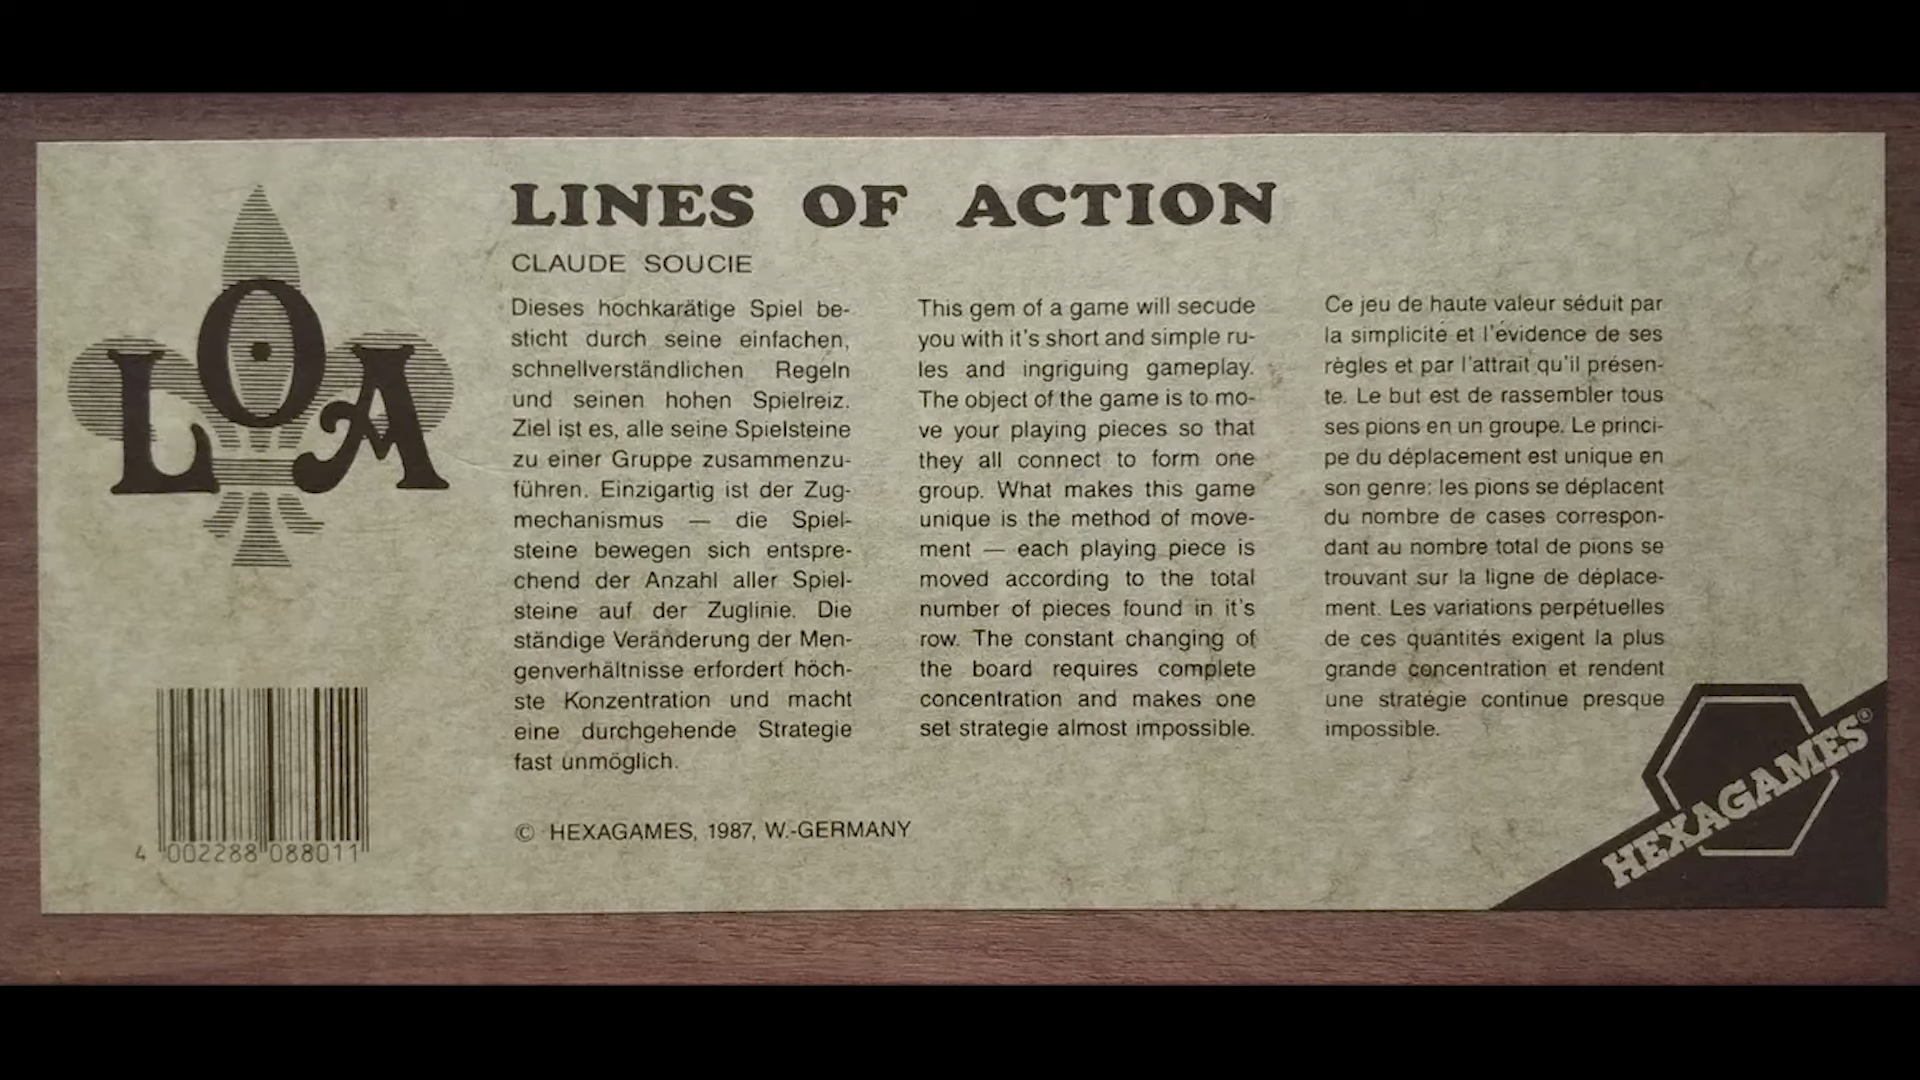 LOA
LINES OF ACTION
CLAUDE SOUCIE
Dieses hochkarätige Spiel be-
sticht durch seine einfachen,
schnellverständlichen Regeln
und seinen hohen Spielreiz.
Ziel ist es, alle seine Spielsteine
zu einer Gruppe zusammenzu-
führen. Einzigartig ist der Zug-
mechanismus — die Spiel-
steine bewegen sich entspre-
chend der Anzahl aller Spiel-
steine auf der Zuglinie. Die
ständige Veränderung der Men-
genverhältnisse erfordert höch-
ste Konzentration und macht
eine durchgehende Strategie
fast unmöglich.
This gem of a game will secude
you with it's short and simple ru-
les and ingriguing gameplay.
The object of the game is to mo-
ve your playing pieces so that
they all connect to form one
group. What makes this game
unique is the method of move-
ment — each playing piece is
moved according to the total
number of pieces found in it's
row. The constant changing of
the board requires complete
concentration and makes one
set strategie almost impossible.
Ce jeu de haute valeur séduit par
la simplicité et l'évidence de ses
règles et par l'attrait qu'il présen-
te. Le but est de rassembler tous
ses pions en un groupe. Le princi-
pe du déplacement est unique en
son genre: les pions se déplacent
du nombre de cases correspon-
dant au nombre total de pions se
trouvant sur la ligne de déplace-
ment. Les variations perpétuelles
de ces quantités exigent la plus
grande concentration et rendent
une stratégie continue presque
impossible.
© HEXAGAMES, 1987, W.-GERMANY
4 002288 088011
HEXAGAMES®